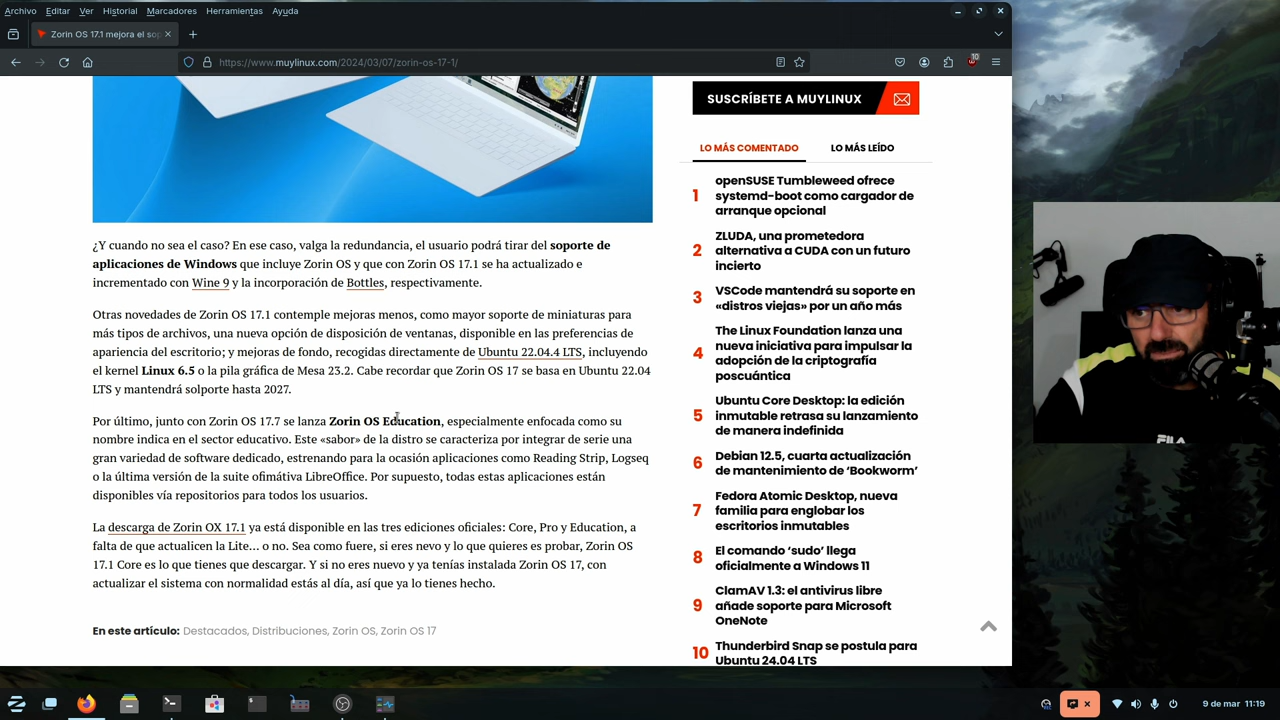 Archivo Editar Ver Historial Marcadores Herramientas Ayuda
Zorin OS 17.1 mejora el sop
https://www.muylinux.com/2024/03/07/zorin-os-17-1/
10
¿Y cuando no sea el caso? En ese caso, valga la redundancia, el usuario podrá tirar del soporte de
aplicaciones de Windows que incluye Zorin OS y que con Zorin OS 17.1 se ha actualizado e
incrementado con Wine 9 y la incorporación de Bottles, respectivamente.
Otras novedades de Zorin OS 17.1 contemple mejoras menos, como mayor soporte de miniaturas para
más tipos de archivos, una nueva opción de disposición de ventanas, disponible en las preferencias de
apariencia del escritorio; y mejoras de fondo, recogidas directamente de Ubuntu 22.04.4 LTS, incluyendo
el kernel Linux 6.5 o la pila gráfica de Mesa 23.2. Cabe recordar que Zorin OS 17 se basa en Ubuntu 22.04
LTS y mantendrá solporte hasta 2027.
Por último, junto con Zorin OS 17.7 se lanza Zorin OS Education, especialmente enfocada como su
nombre indica en el sector educativo. Este «sabor» de la distro se caracteriza por integrar de serie una
gran variedad de software dedicado, estrenando para la ocasión aplicaciones como Reading Strip, Logseq
o la última versión de la suite ofimática LibreOffice. Por supuesto, todas estas aplicaciones están
disponibles vía repositorios para todos los usuarios.
La descarga de Zorin OX 17.1 ya está disponible en las tres ediciones oficiales: Core, Pro y Education, a
falta de que actualicen la Lite... o no. Sea como fuere, si eres nevo y lo que quieres es probar, Zorin OS
17.1 Core es lo que tienes que descargar. Y si no eres nuevo y ya tenías instalada Zorin OS 17, con
actualizar el sistema con normalidad estás al día, así que ya lo tienes hecho.
En este artículo: Destacados, Distribuciones, Zorin OS, Zorin OS 17
SUSCRÍBETE A MUYLINUX
LO MÁS COMENTADO LO MÁS LEÍDO
1 openSUSE Tumbleweed ofrece
systemd-boot como cargador de
arranque opcional
2 ZLUDA, una prometedora
alternativa a CUDA con un futuro
incierto
3 VSCode mantendrá su soporte en
«distros viejas» por un año más
4 The Linux Foundation lanza una
nueva iniciativa para impulsar la
adopción de la criptografía
poscuántica
5 Ubuntu Core Desktop: la edición
inmutable retrasa su lanzamiento
de manera indefinida
6 Debian 12.5, cuarta actualización
de mantenimiento de ‘Bookworm’
7 Fedora Atomic Desktop, nueva
familia para englobar los
escritorios inmutables
8 El comando ‘sudo’ llega
oficialmente a Windows 11
9 ClamAV 1.3: el antivirus libre
añade soporte para Microsoft
OneNote
10 Thunderbird Snap se postula para
Ubuntu 24.04 LTS
FILA
9 de mar 11:19